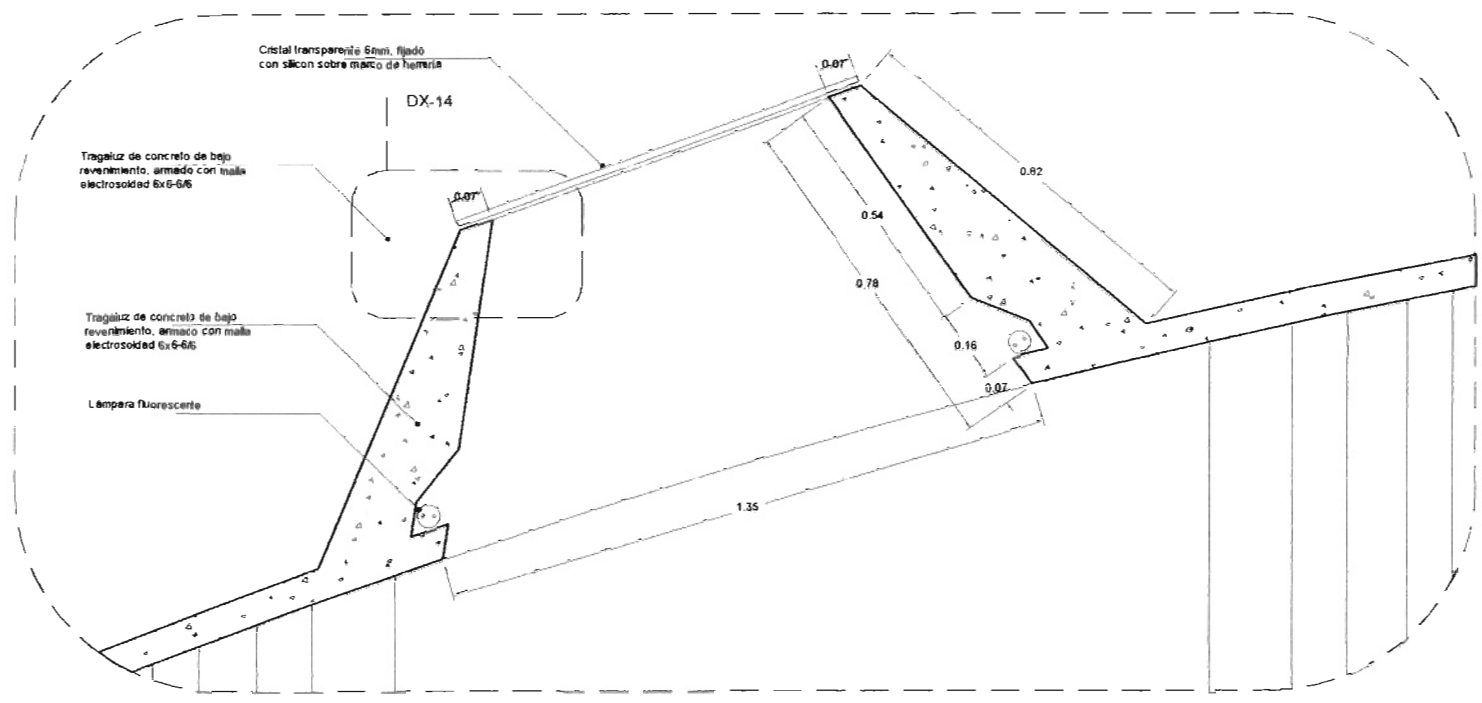 Cristal transparente 6mm, fijado
con silicon sobre marco de herrería
DX-14
Tragaluz de concreto de bajo
revenimiento, armado con malla
electrosoldad 6x6-6/6
Tragaluz de concreto de bajo
revenimiento, armado con malla
electrosoldad 6x6-6/6
Lámpara fluorescente
0.07
0.07
0.62
0.54
0.78
0.16
0.07
1.35